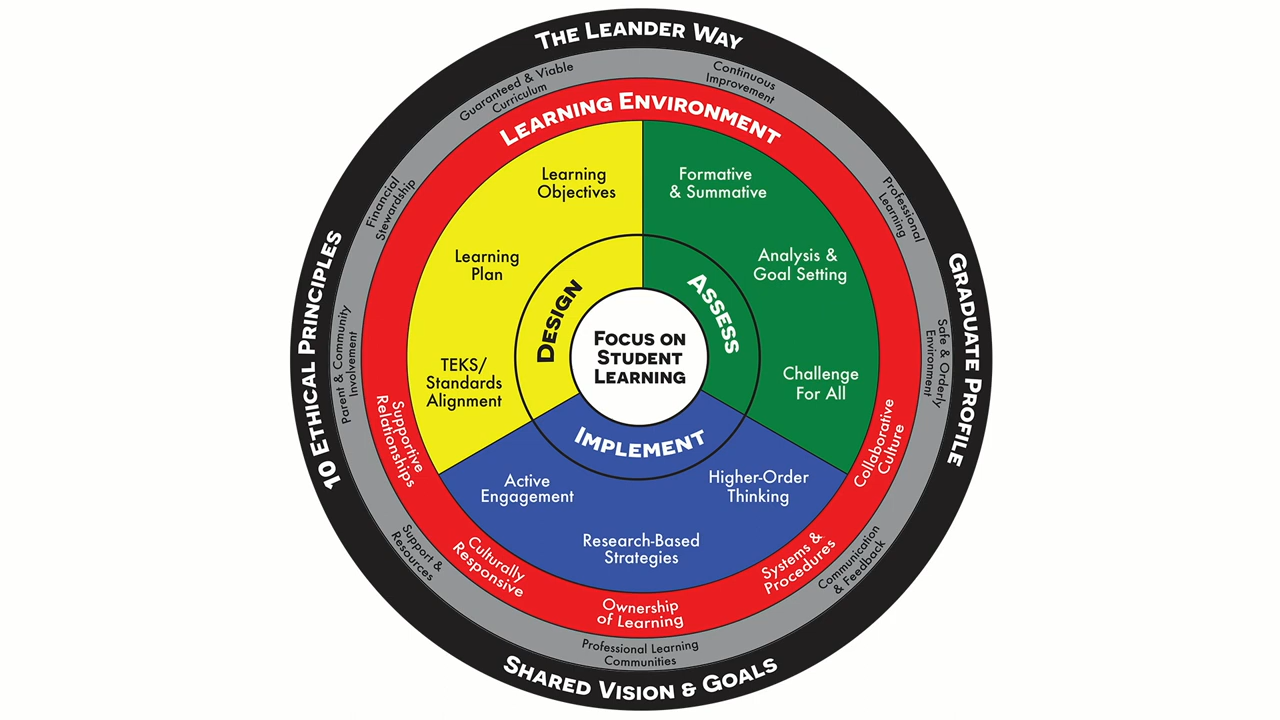 THE LEANDER WAY
Guaranteed & Viable
Curriculum
Continuous
Improvement
LEARNING ENVIRONMENT
Financial
Stewardship
Professional
Learning
Learning
Objectives
Formative
& Summative
Learning
Plan
Analysis &
Goal Setting
10 ETHICAL PRINCIPLES
GRADUATE PROFILE
Parent & Community
Involvement
Safe & Orderly
Environment
DESIGN
ASSESS
FOCUS ON
STUDENT
LEARNING
TEKS/
Standards
Alignment
Challenge
For All
Supportive
Relationships
Collaborative
Culture
IMPLEMENT
Active
Engagement
Higher-Order
Thinking
Research-Based
Strategies
Support &
Resources
Culturally
Responsive
Systems &
Procedures
Communication
& Feedback
Ownership
of Learning
Professional Learning
Communities
SHARED VISION & GOALS